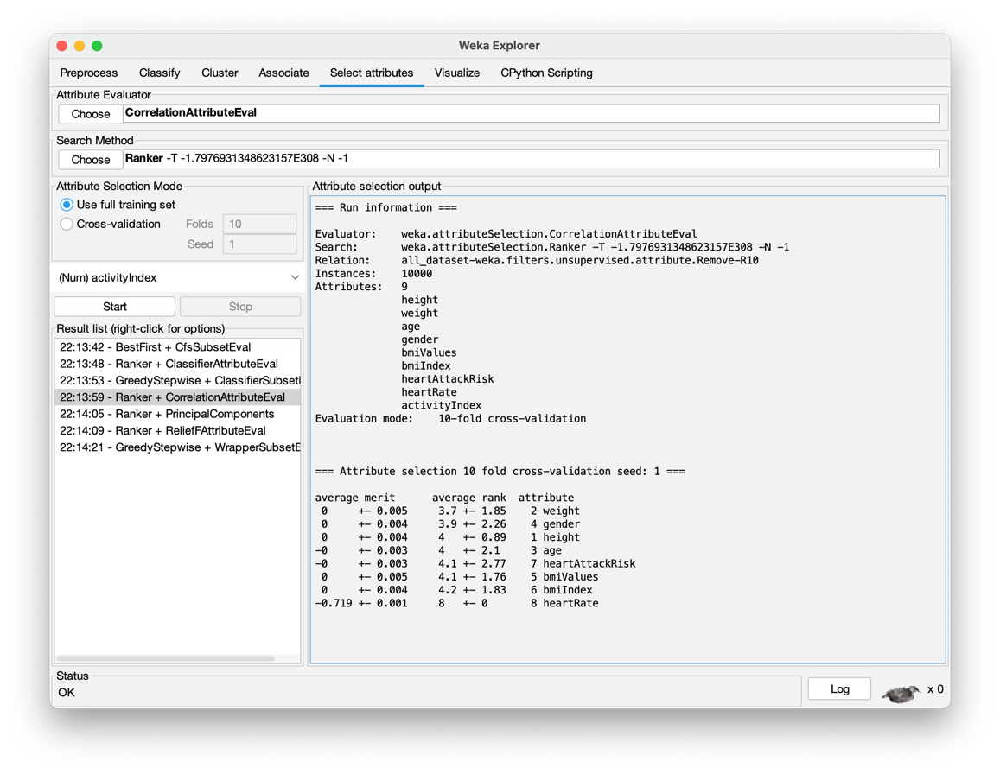 Weka Explorer
Preprocess Classify Cluster Associate Select attributes Visualize CPython Scripting
Attribute Evaluator
Choose CorrelationAttributeEval
Search Method
Choose Ranker -T -1.7976931348623157E308 -N -1
Attribute Selection Mode
Use full training set
Cross-validation Folds 10
Seed 1
(Num) activityIndex
Start Stop
Result list (right-click for options)
22:13:42 - BestFirst + CfsSubsetEval
22:13:48 - Ranker + ClassifierAttributeEval
22:13:53 - GreedyStepwise + ClassifierSubsetE
22:13:59 - Ranker + CorrelationAttributeEval
22:14:05 - Ranker + PrincipalComponents
22:14:09 - Ranker + ReliefFAttributeEval
22:14:21 - GreedyStepwise + WrapperSubsetE
Attribute selection output
=== Run information ===
Evaluator: weka.attributeSelection.CorrelationAttributeEval
Search: weka.attributeSelection.Ranker -T -1.7976931348623157E308 -N -1
Relation: all_dataset-weka.filters.unsupervised.attribute.Remove-R10
Instances: 10000
Attributes: 9
height
weight
age
gender
bmiValues
bmiIndex
heartAttackRisk
heartRate
activityIndex
Evaluation mode: 10-fold cross-validation
=== Attribute selection 10 fold cross-validation seed: 1 ===
average merit average rank attribute
0 +- 0.005 3.7 +- 1.85 2 weight
0 +- 0.004 3.9 +- 2.26 4 gender
0 +- 0.004 4 +- 0.89 1 height
-0 +- 0.003 4 +- 2.1 3 age
-0 +- 0.003 4.1 +- 2.77 7 heartAttackRisk
0 +- 0.005 4.1 +- 1.76 5 bmiValues
0 +- 0.004 4.2 +- 1.83 6 bmiIndex
-0.719 +- 0.001 8 +- 0 8 heartRate
Status
OK
Log
x 0